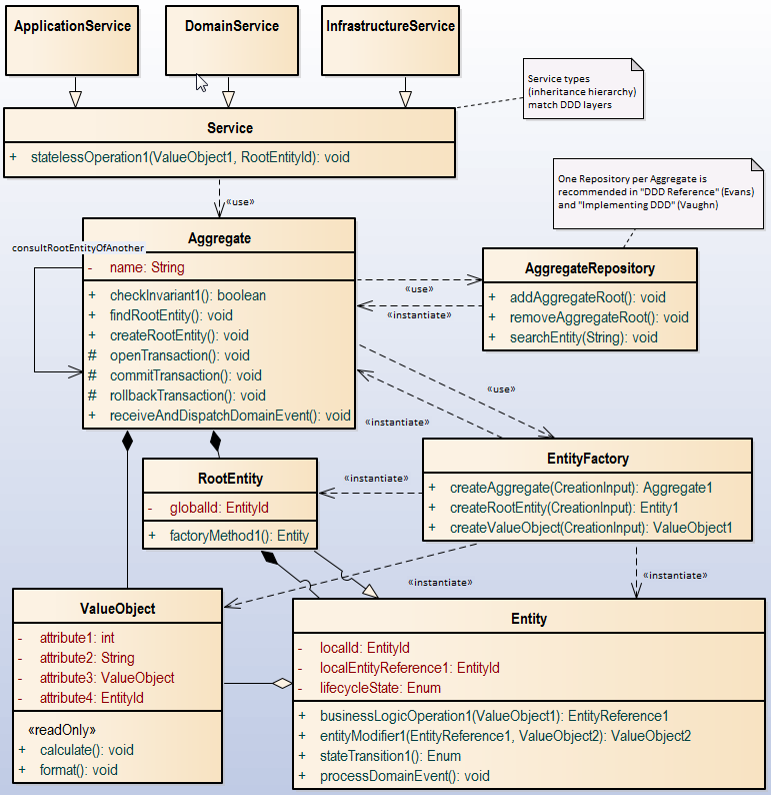 ApplicationService
DomainService
InfrastructureService
Service types
(inheritance hierarchy)
match DDD layers
Service
+ statelessOperation1(ValueObject1, RootEntityId): void
One Repository per Aggregate is
recommended in "DDD Reference" (Evans)
and "Implementing DDD" (Vaughn)
«use»
consultRootEntityOfAnother
Aggregate
- name: String
+ checkInvariant1(): boolean
+ findRootEntity(): void
+ createRootEntity(): void
# openTransaction(): void
# commitTransaction(): void
# rollbackTransaction(): void
+ receiveAndDispatchDomainEvent(): void
«use»
«instantiate»
AggregateRepository
+ addAggregateRoot(): void
+ removeAggregateRoot(): void
+ searchEntity(String): void
«use»
«instantiate»
RootEntity
- globalId: EntityId
+ factoryMethod1(): Entity
«instantiate»
EntityFactory
+ createAggregate(CreationInput): Aggregate1
+ createRootEntity(CreationInput): Entity1
+ createValueObject(CreationInput): ValueObject1
«instantiate»
«instantiate»
ValueObject
- attribute1: int
- attribute2: String
- attribute3: ValueObject
- attribute4: EntityId
«readOnly»
+ calculate(): void
+ format(): void
Entity
- localId: EntityId
- localEntityReference1: EntityId
- lifecycleState: Enum
+ businessLogicOperation1(ValueObject1): EntityReference1
+ entityModifier1(EntityReference1, ValueObject2): ValueObject2
+ stateTransition1(): Enum
+ processDomainEvent(): void